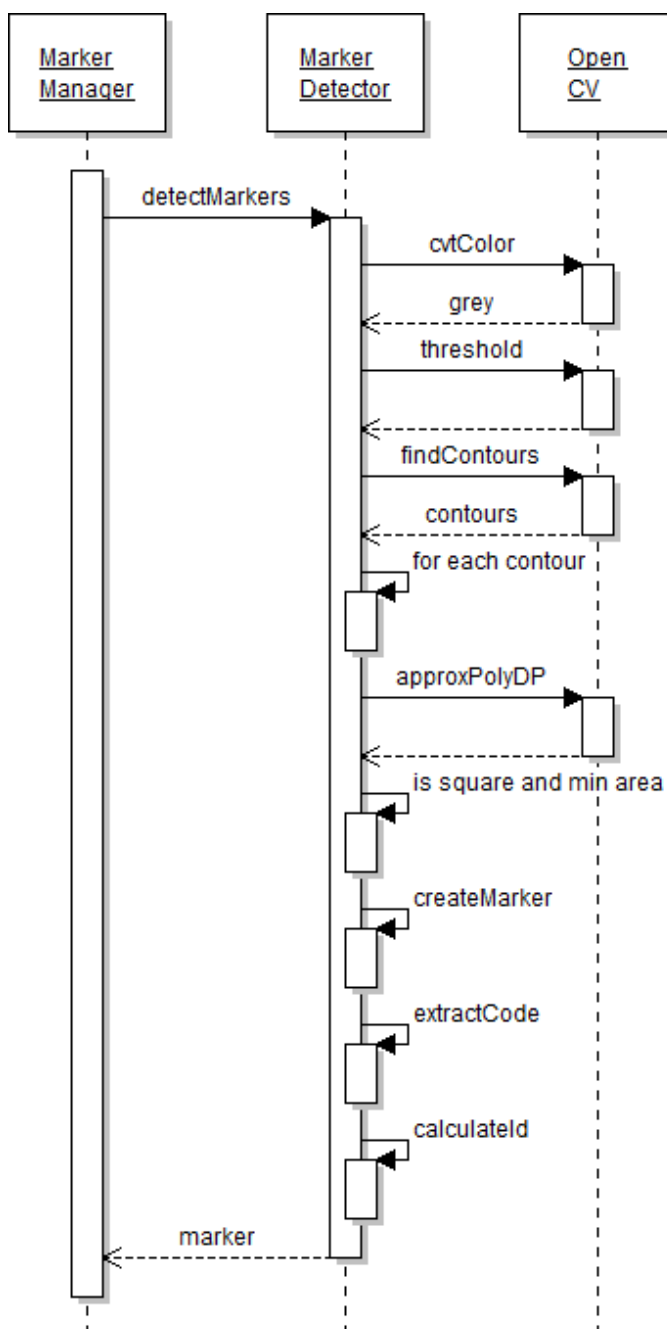 Marker
Manager
Marker
Detector
Open
CV
detectMarkers
cvtColor
grey
threshold
findContours
contours
for each contour
approxPolyDP
is square and min area
createMarker
extractCode
calculateId
marker